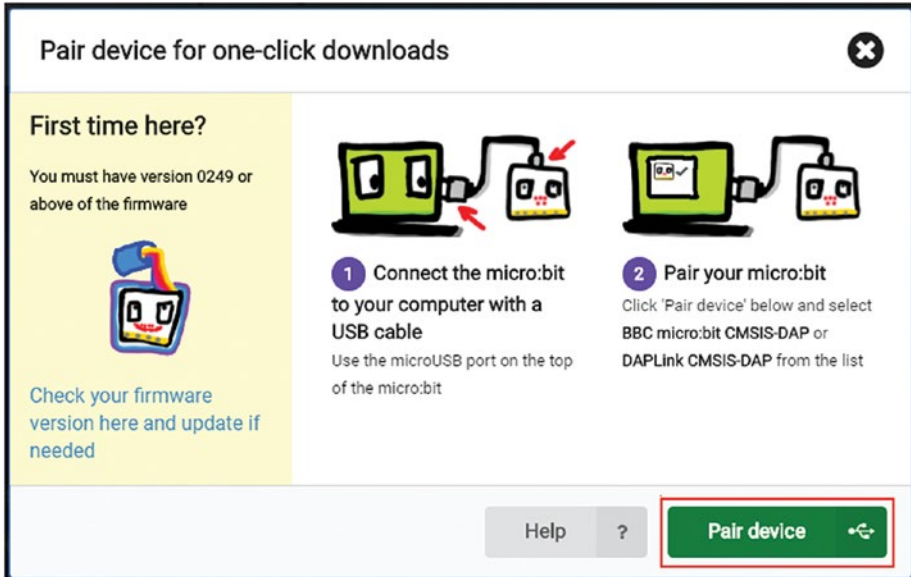 Pair device for one-click downloads
First time here?
You must have version 0249 or
above of the firmware
Check your firmware
version here and update if
needed
1 Connect the micro:bit
to your computer with a
USB cable
Use the microUSB port on the top
of the micro:bit
2 Pair your micro:bit
Click 'Pair device' below and select
BBC micro:bit CMSIS-DAP or
DAPLink CMSIS-DAP from the list
Help ?
Pair device